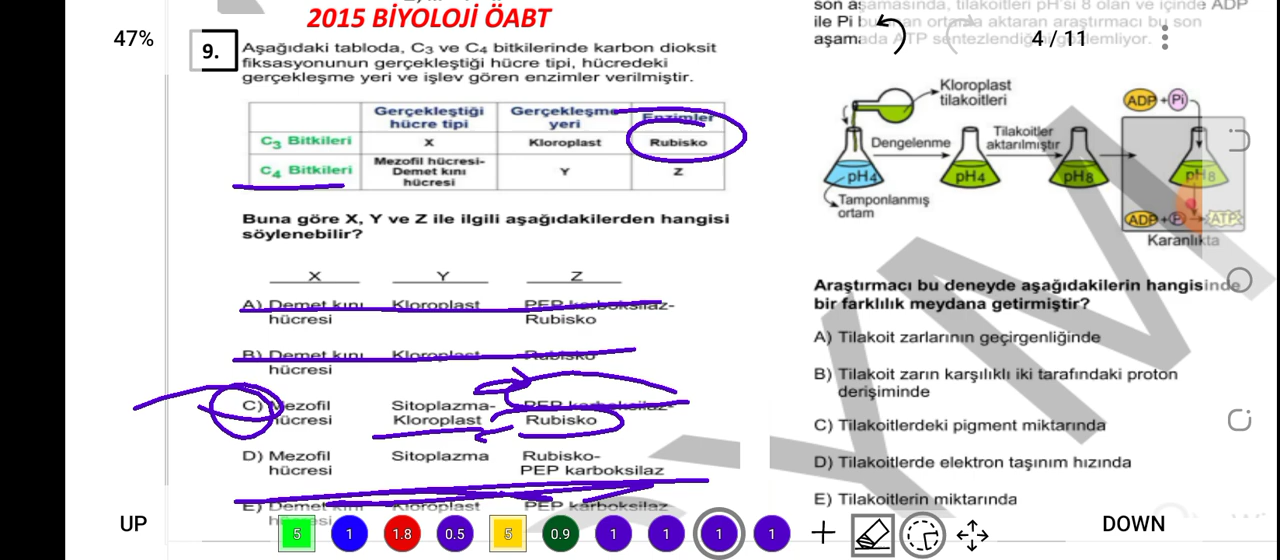 47%
2015 BİYOLOJİ ÖABT
9.
Aşağıdaki tabloda, C3 ve C4 bitkilerinde karbon dioksit
fiksasyonunun gerçekleştiği hücre tipi, hücredeki
gerçekleşme yeri ve işlev gören enzimler verilmiştir.
Gerçekleştiği hücre tipi
Gerçekleşme yeri
Enzimler
C3 Bitkileri
X
Kloroplast
Rubisko
C4 Bitkileri
Mezofil hücresi-
Demet kını
hücresi
Y
Z
Buna göre X, Y ve Z ile ilgili aşağıdakilerden hangisi
söylenebilir?
X Y Z
A) Demet kını Kloroplast PEP karboksilaz-
hücresi Rubisko
B) Demet kını Kloroplast Rubisko
hücresi
C) Mezofil Sitoplazma- PEP karboksilaz-
hücresi Kloroplast Rubisko
D) Mezofil Sitoplazma Rubisko-
hücresi PEP karboksilaz
E) Demet kını Kloroplast PEP karboksilaz
UP
5 1 1.8 0.5 5 0.9 1 1 1 1
son aşamasında, tilakoitleri pH'si 8 olan ve içinde ADP
ile Pi bulunan ortama aktaran araştırmacı bu son
aşamada ATP sentezlendiğini gözlemliyor.
4 / 11
Kloroplast
tilakoitleri
ADP + Pi
Dengelenme
Tilakoitler
aktarılmıştır
pH4
pH4
pH8
pH8
Tamponlanmış
ortam
ADP + Pi → ATP
Karanlıkta
Araştırmacı bu deneyde aşağıdakilerin hangisinde
bir farklılık meydana getirmiştir?
A) Tilakoit zarlarının geçirgenliğinde
B) Tilakoit zarın karşılıklı iki tarafındaki proton
derişiminde
C) Tilakoitlerdeki pigment miktarında
D) Tilakoitlerde elektron taşınım hızında
E) Tilakoitlerin miktarında
DOWN